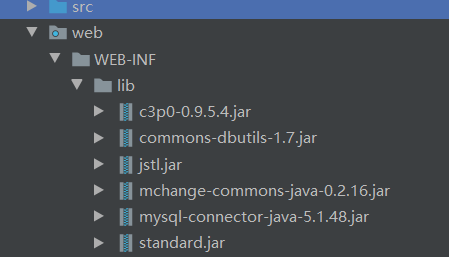 src
web
WEB-INF
lib
c3p0-0.9.5.4.jar
commons-dbutils-1.7.jar
jstl.jar
mchange-commons-java-0.2.16.jar
mysql-connector-java-5.1.48.jar
standard.jar